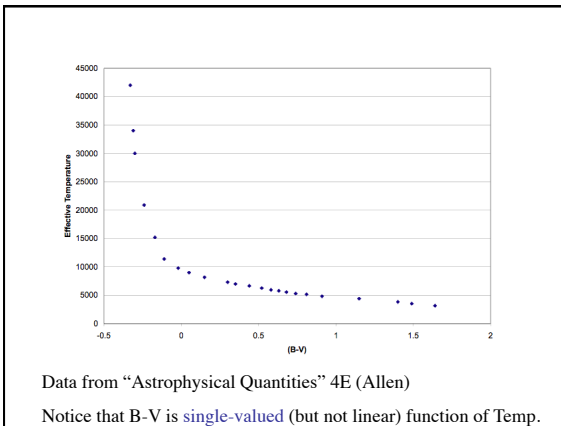 45000
40000
35000
30000
25000
20000
15000
10000
5000
0
Effective Temperature
-0.5 0 0.5 1 1.5 2
(B-V)
Data from “Astrophysical Quantities” 4E (Allen)
Notice that B-V is single-valued (but not linear) function of Temp.